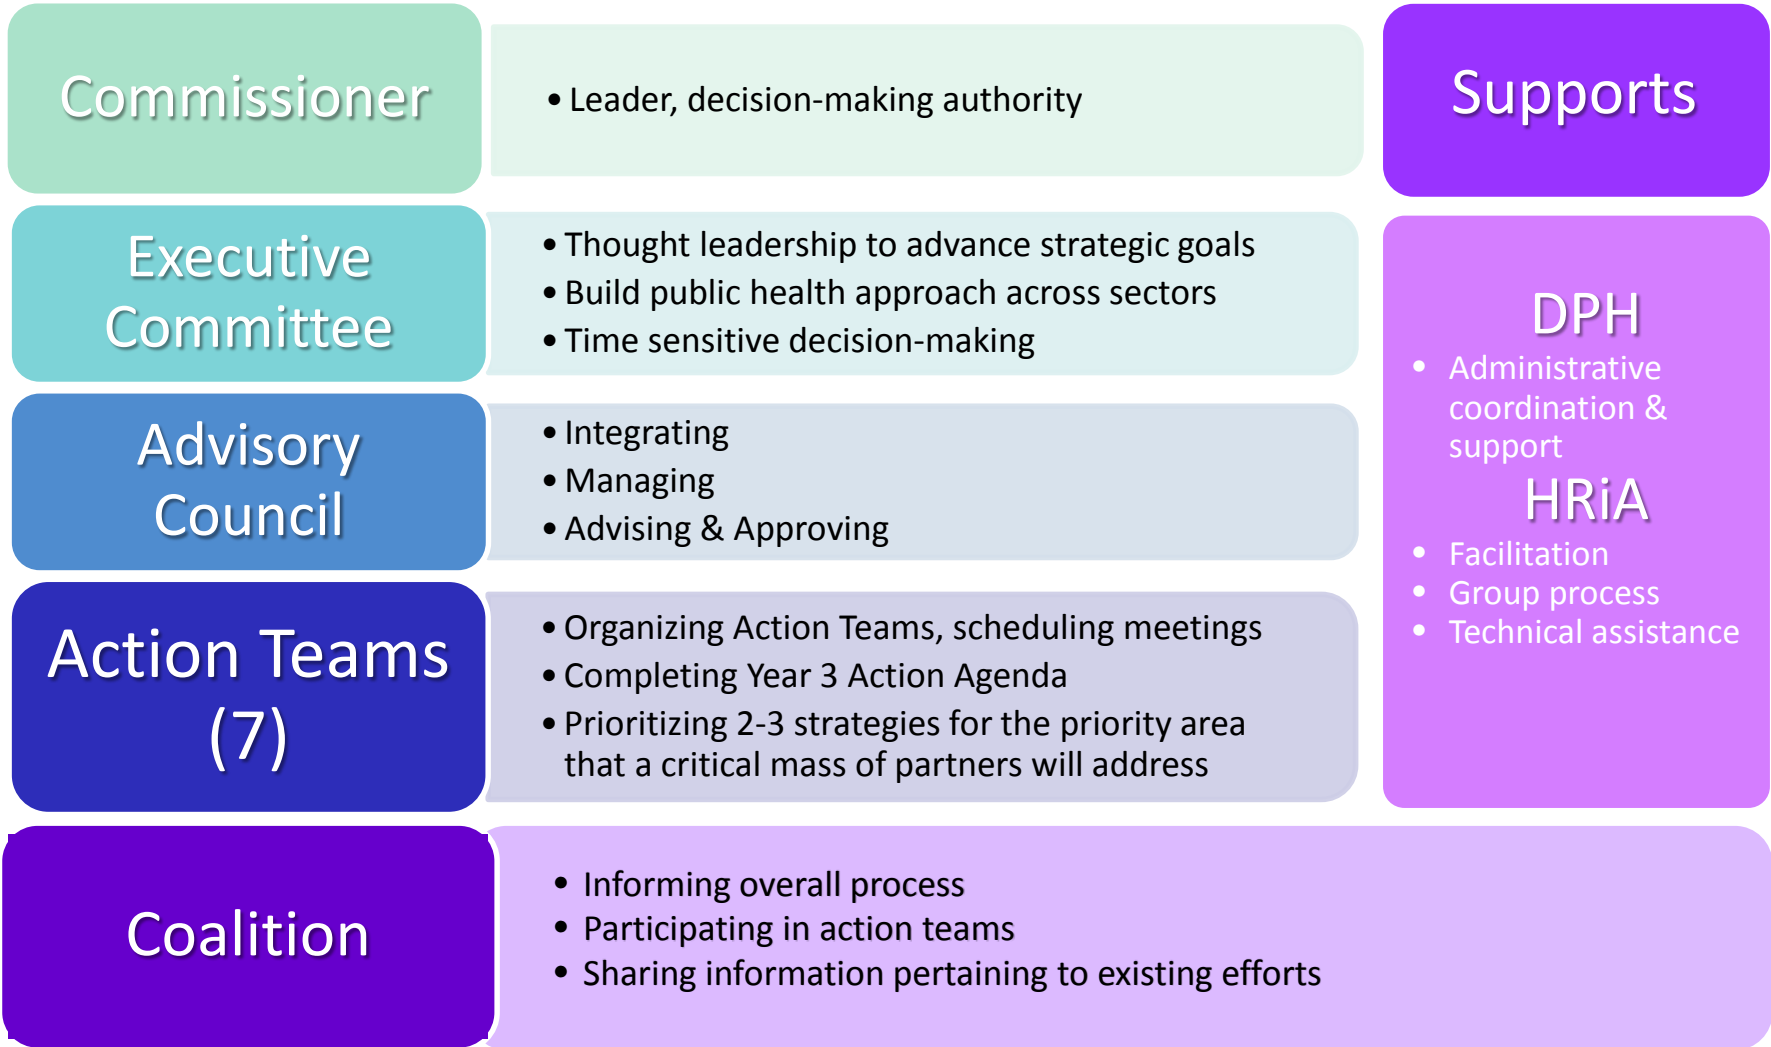 Commissioner
• Leader, decision-making authority
Executive
Committee
• Thought leadership to advance strategic goals
• Build public health approach across sectors
• Time sensitive decision-making
Advisory
Council
• Integrating
• Managing
• Advising & Approving
Action Teams
(7)
• Organizing Action Teams, scheduling meetings
• Completing Year 3 Action Agenda
• Prioritizing 2-3 strategies for the priority area
that a critical mass of partners will address
Coalition
• Informing overall process
• Participating in action teams
• Sharing information pertaining to existing efforts
Supports
DPH
• Administrative
coordination &
support
HRiA
• Facilitation
• Group process
• Technical assistance